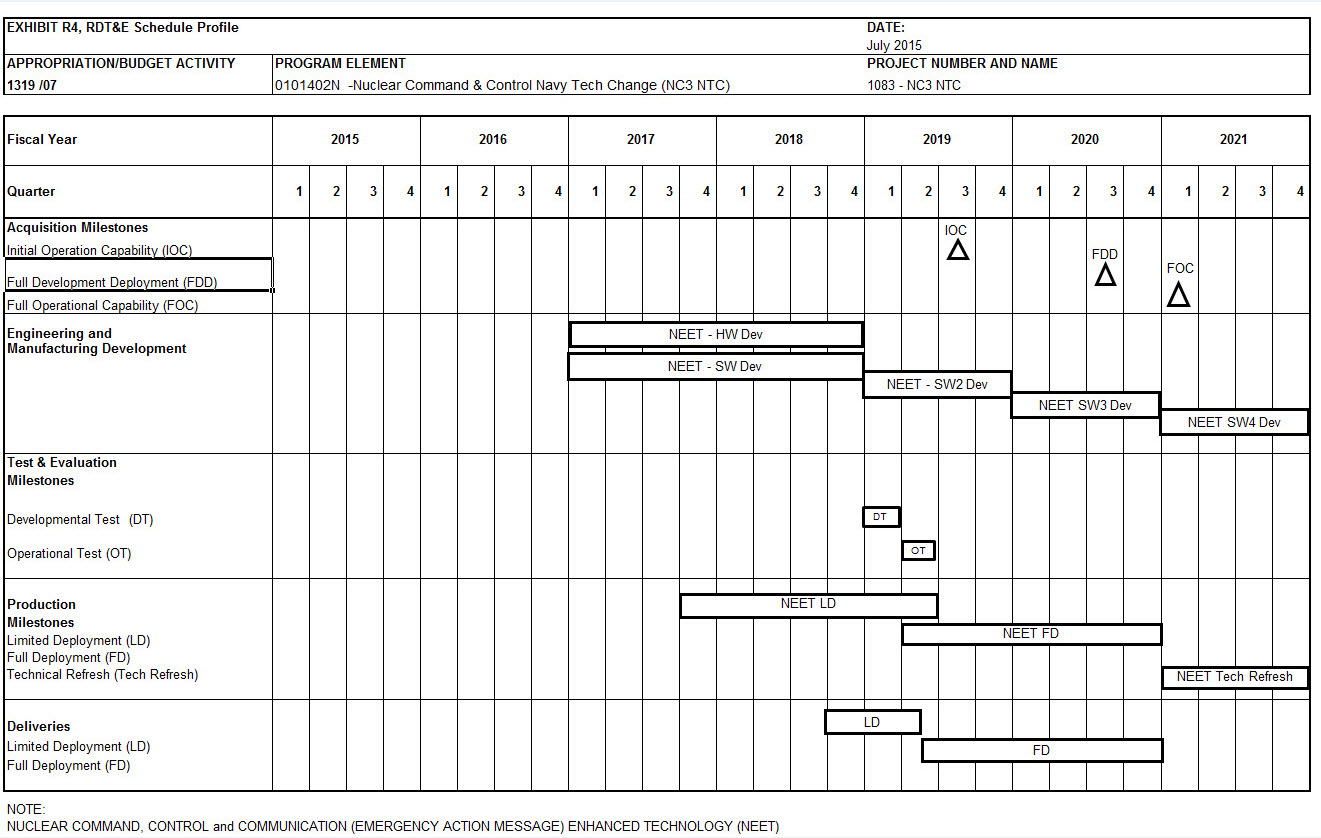 EXHIBIT R4, RDT&E Schedule Profile
DATE:
July 2015
APPROPRIATION/BUDGET ACTIVITY
PROGRAM ELEMENT
PROJECT NUMBER AND NAME
1319 /07
0101402N -Nuclear Command & Control Navy Tech Change (NC3 NTC)
1083 - NC3 NTC
Fiscal Year 2015 2016 2017 2018 2019 2020 2021
Quarter 1 2 3 4 1 2 3 4 1 2 3 4 1 2 3 4 1 2 3 4 1 2 3 4 1 2 3 4
Acquisition Milestones
IOC
Initial Operation Capability (IOC)
FDD
FOC
Full Development Deployment (FDD)
Full Operational Capability (FOC)
Engineering and
Manufacturing Development
NEET - HW Dev
NEET - SW Dev
NEET - SW2 Dev
NEET SW3 Dev
NEET SW4 Dev
Test & Evaluation
Milestones
Developmental Test (DT)
DT
Operational Test (OT)
OT
Production
Milestones
NEET LD
Limited Deployment (LD)
NEET FD
Full Deployment (FD)
Technical Refresh (Tech Refresh)
NEET Tech Refresh
Deliveries
LD
Limited Deployment (LD)
FD
Full Deployment (FD)
NOTE:
NUCLEAR COMMAND, CONTROL and COMMUNICATION (EMERGENCY ACTION MESSAGE) ENHANCED TECHNOLOGY (NEET)